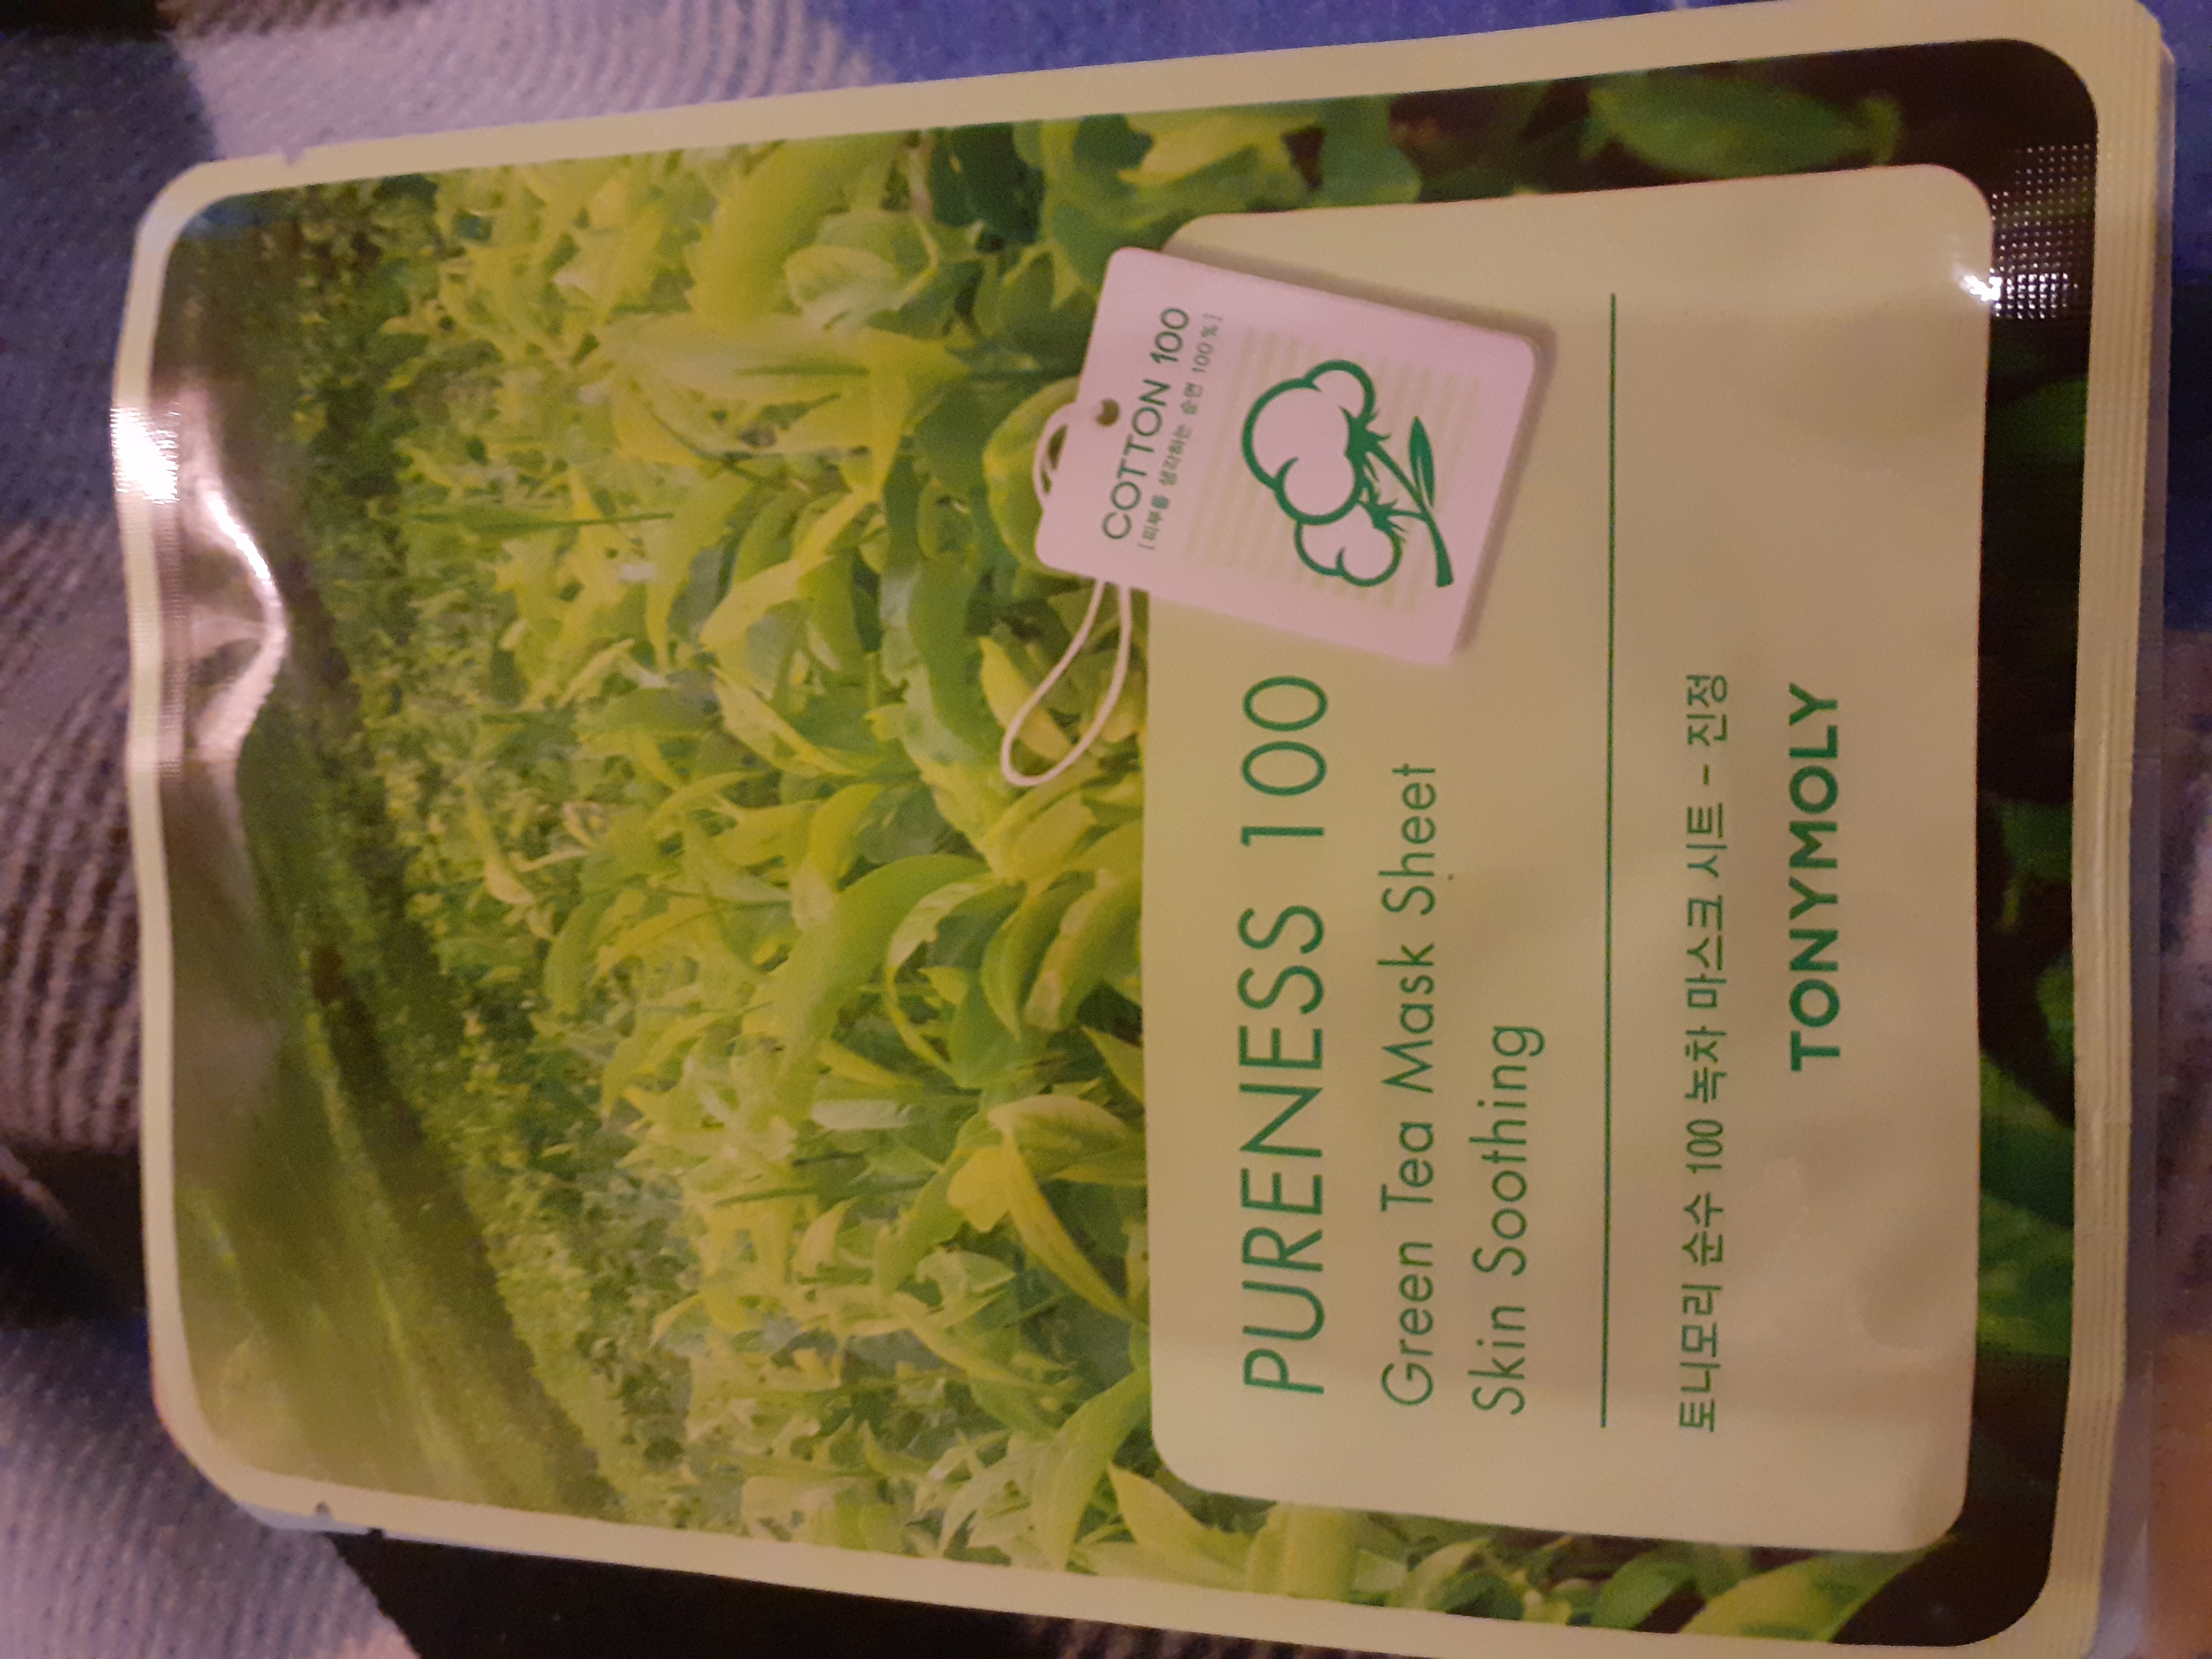 COTTON 100
[피부를 생각하는 순면 100%]
PURENESS 100
Green Tea Mask Sheet
Skin Soothing
토니모리 순수 100 녹차 마스크 시트 - 진정
TONYMOLY